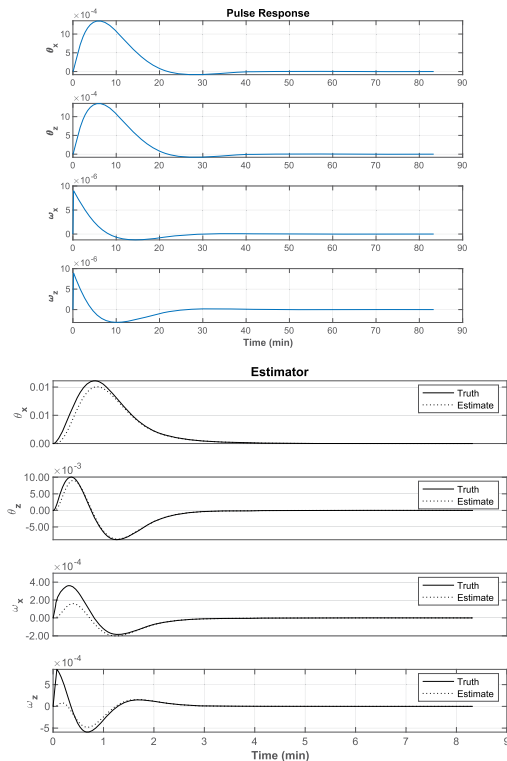 Pulse Response
×10^-4
10
5
0
θx
0 10 20 30 40 50 60 70 80 90
×10^-4
10
5
0
θz
0 10 20 30 40 50 60 70 80 90
×10^-6
10
5
0
ωx
0 10 20 30 40 50 60 70 80 90
×10^-6
10
5
0
ωz
0 10 20 30 40 50 60 70 80 90
Time (min)
Estimator
0.01
0.01
0.00
θx
Truth
Estimate
×10^-3
10.00
5.00
0.00
-5.00
θz
Truth
Estimate
×10^-4
4.00
2.00
0.00
-2.00
ωx
Truth
Estimate
×10^-4
5
0
-5
ωz
Truth
Estimate
0 1 2 3 4 5 6 7 8 9
Time (min)